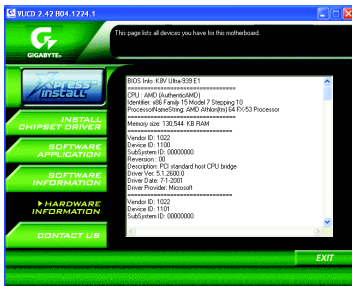 VUCD 2.42 B04.1224.1
GIGABYTE
This page lists all devices you have for this motherboard.
Xpress
install
INSTALL
CHIPSET DRIVER
SOFTWARE
APPLICATION
SOFTWARE
INFORMATION
HARDWARE
INFORMATION
CONTACT US
BIOS Info :K8V Ultra-939 E1
==================================
CPU : AMD (AuthenticAMD)
Identifier: x86 Family 15 Model 7 Stepping 10
ProcessorNameString: AMD Athlon(tm) 64 FX-53 Processor
==================================
Memory size: 130,544 KB RAM
==================================
Vendor ID: 1022
Device ID: 1100
SubSystem ID: 00000000
Reversion : 00
Description: PCI standard host CPU bridge
Driver Ver: 5.1.2600.0
Driver Date: 7-1-2001
Driver Provider: Microsoft
==================================
Vendor ID: 1022
Device ID: 1101
SubSystem ID: 00000000
EXIT